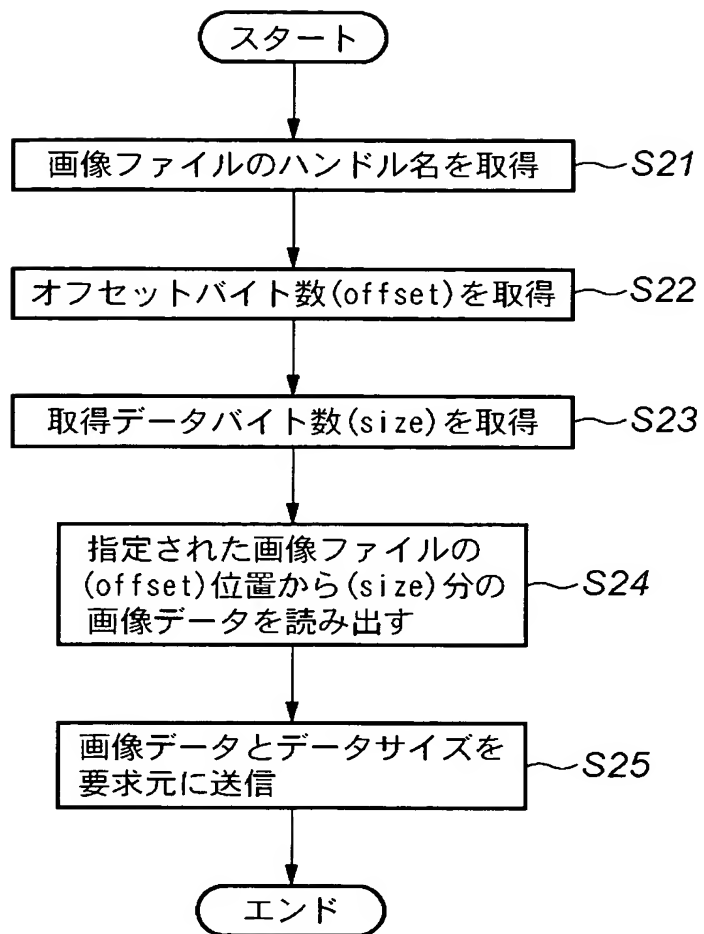 スタート
画像ファイルのハンドル名を取得
S21
オフセットバイト数(offset)を取得
S22
取得データバイト数(size)を取得
S23
指定された画像ファイルの
(offset)位置から(size)分の
画像データを読み出す
S24
画像データとデータサイズを
要求元に送信
S25
エンド